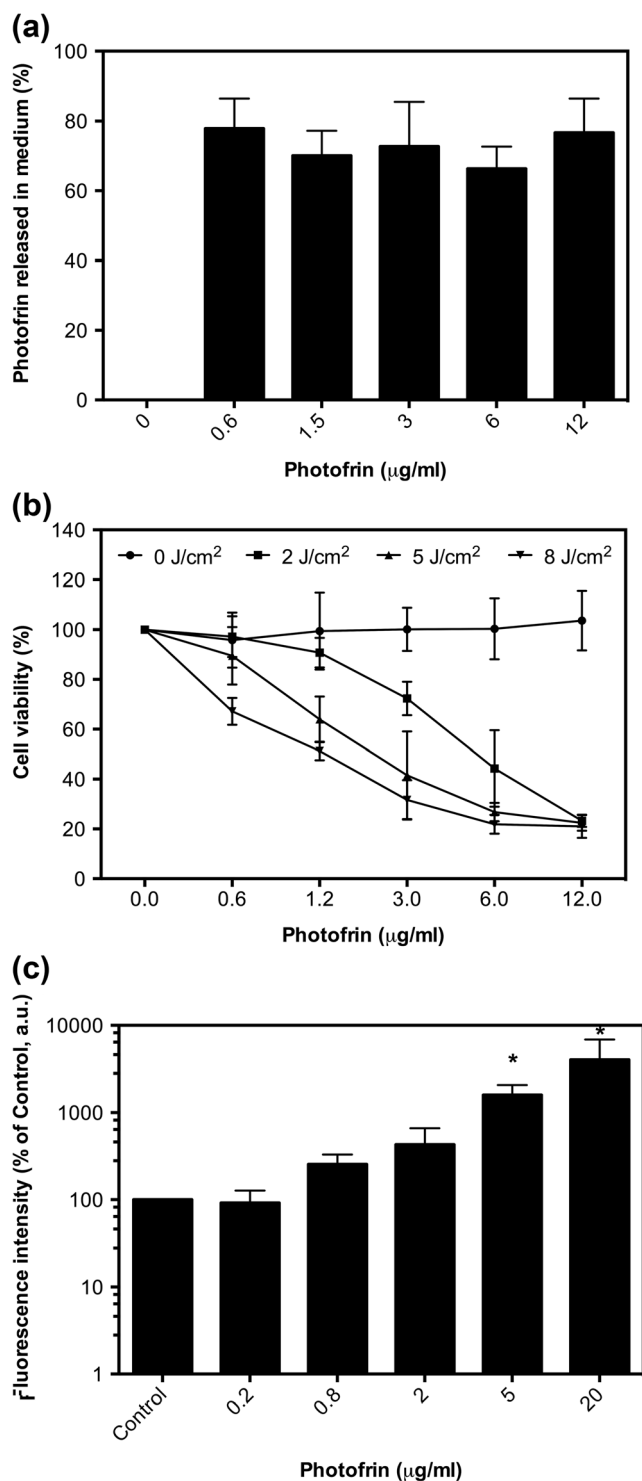 (a)
Photofrin released in medium (%)
100
80
60
40
20
0
0 0.6 1.5 3 6 12
Photofrin (μg/ml)
(b)
Cell viability (%)
140
120
100
80
60
40
20
0
0 J/cm² 2 J/cm² 5 J/cm² 8 J/cm²
0.0 0.6 1.2 3.0 6.0 12.0
Photofrin (μg/ml)
(c)
Fluorescence intensity (% of Control, a.u.)
10000
1000
100
10
1
* *
Control 0.2 0.8 2 5 20
Photofrin (μg/ml)